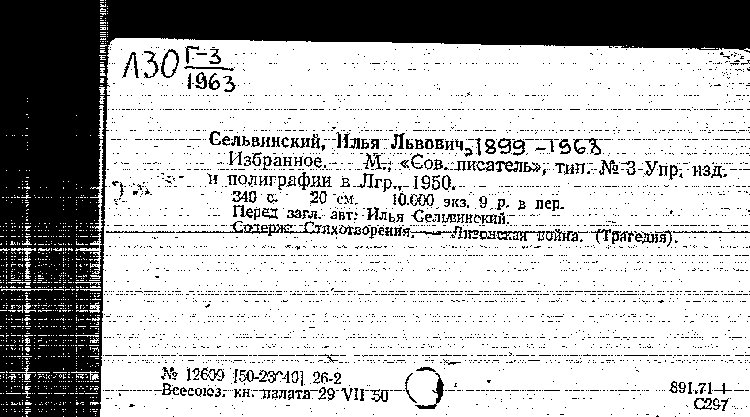 Л30 Г-3
1963
Сельвинский, Илья Львович, 1899-1968
Избранное. М., «Сов. писатель», тип. № 3 Упр. изд.
и полиграфии в Лгр., 1950.
340 с. 20 см. 10.000 экз. 9 р. в пер.
Перед загл. авт: Илья Сельвинский.
Содерж: Стихотворения. — Ливонская война. (Трагедия).
№ 12609 [50-23040] 26-2
Всесоюз. кн. палата 29 VII 50
891.71-1
С297